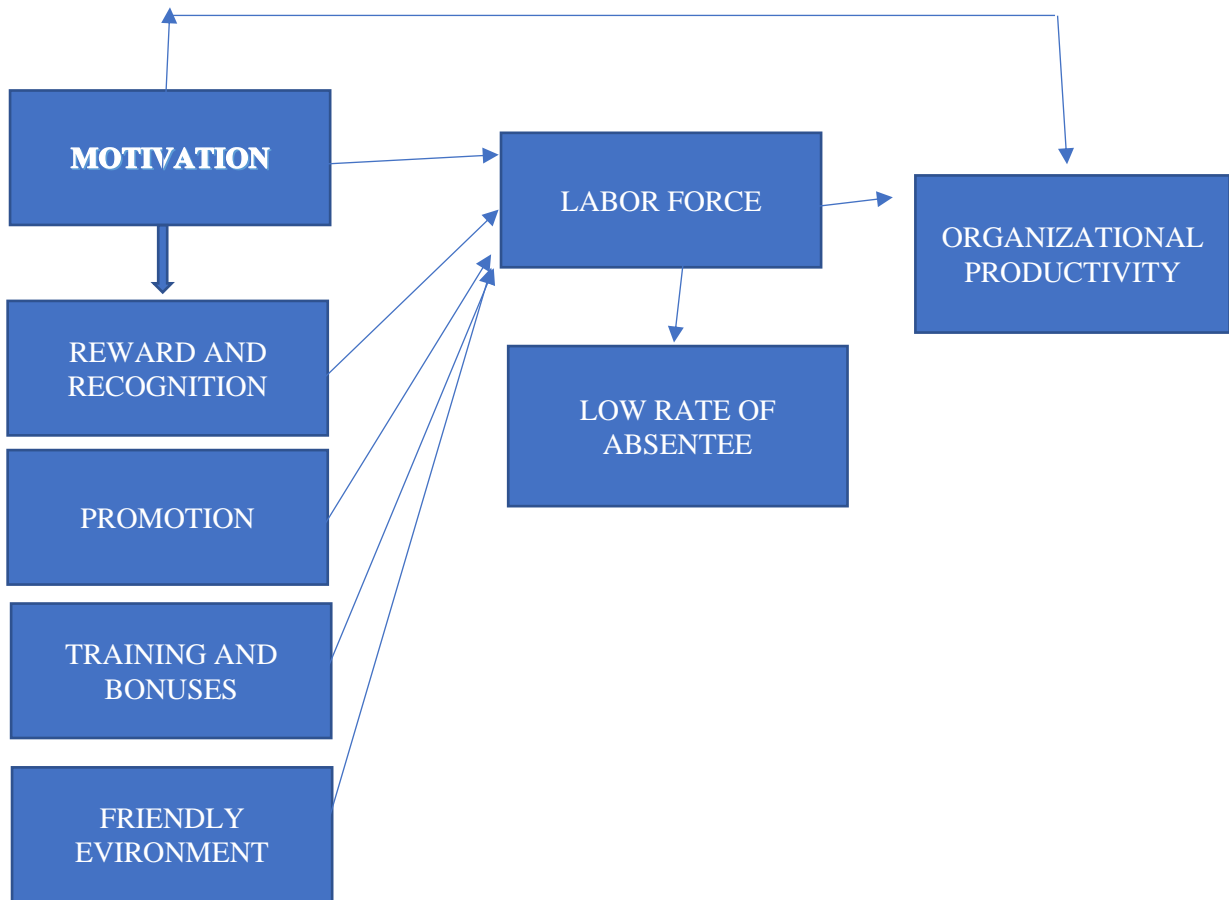 MOTIVATION
LABOR FORCE
ORGANIZATIONAL
PRODUCTIVITY
REWARD AND
RECOGNITION
LOW RATE OF
ABSENTEE
PROMOTION
TRAINING AND
BONUSES
FRIENDLY
EVIRONMENT